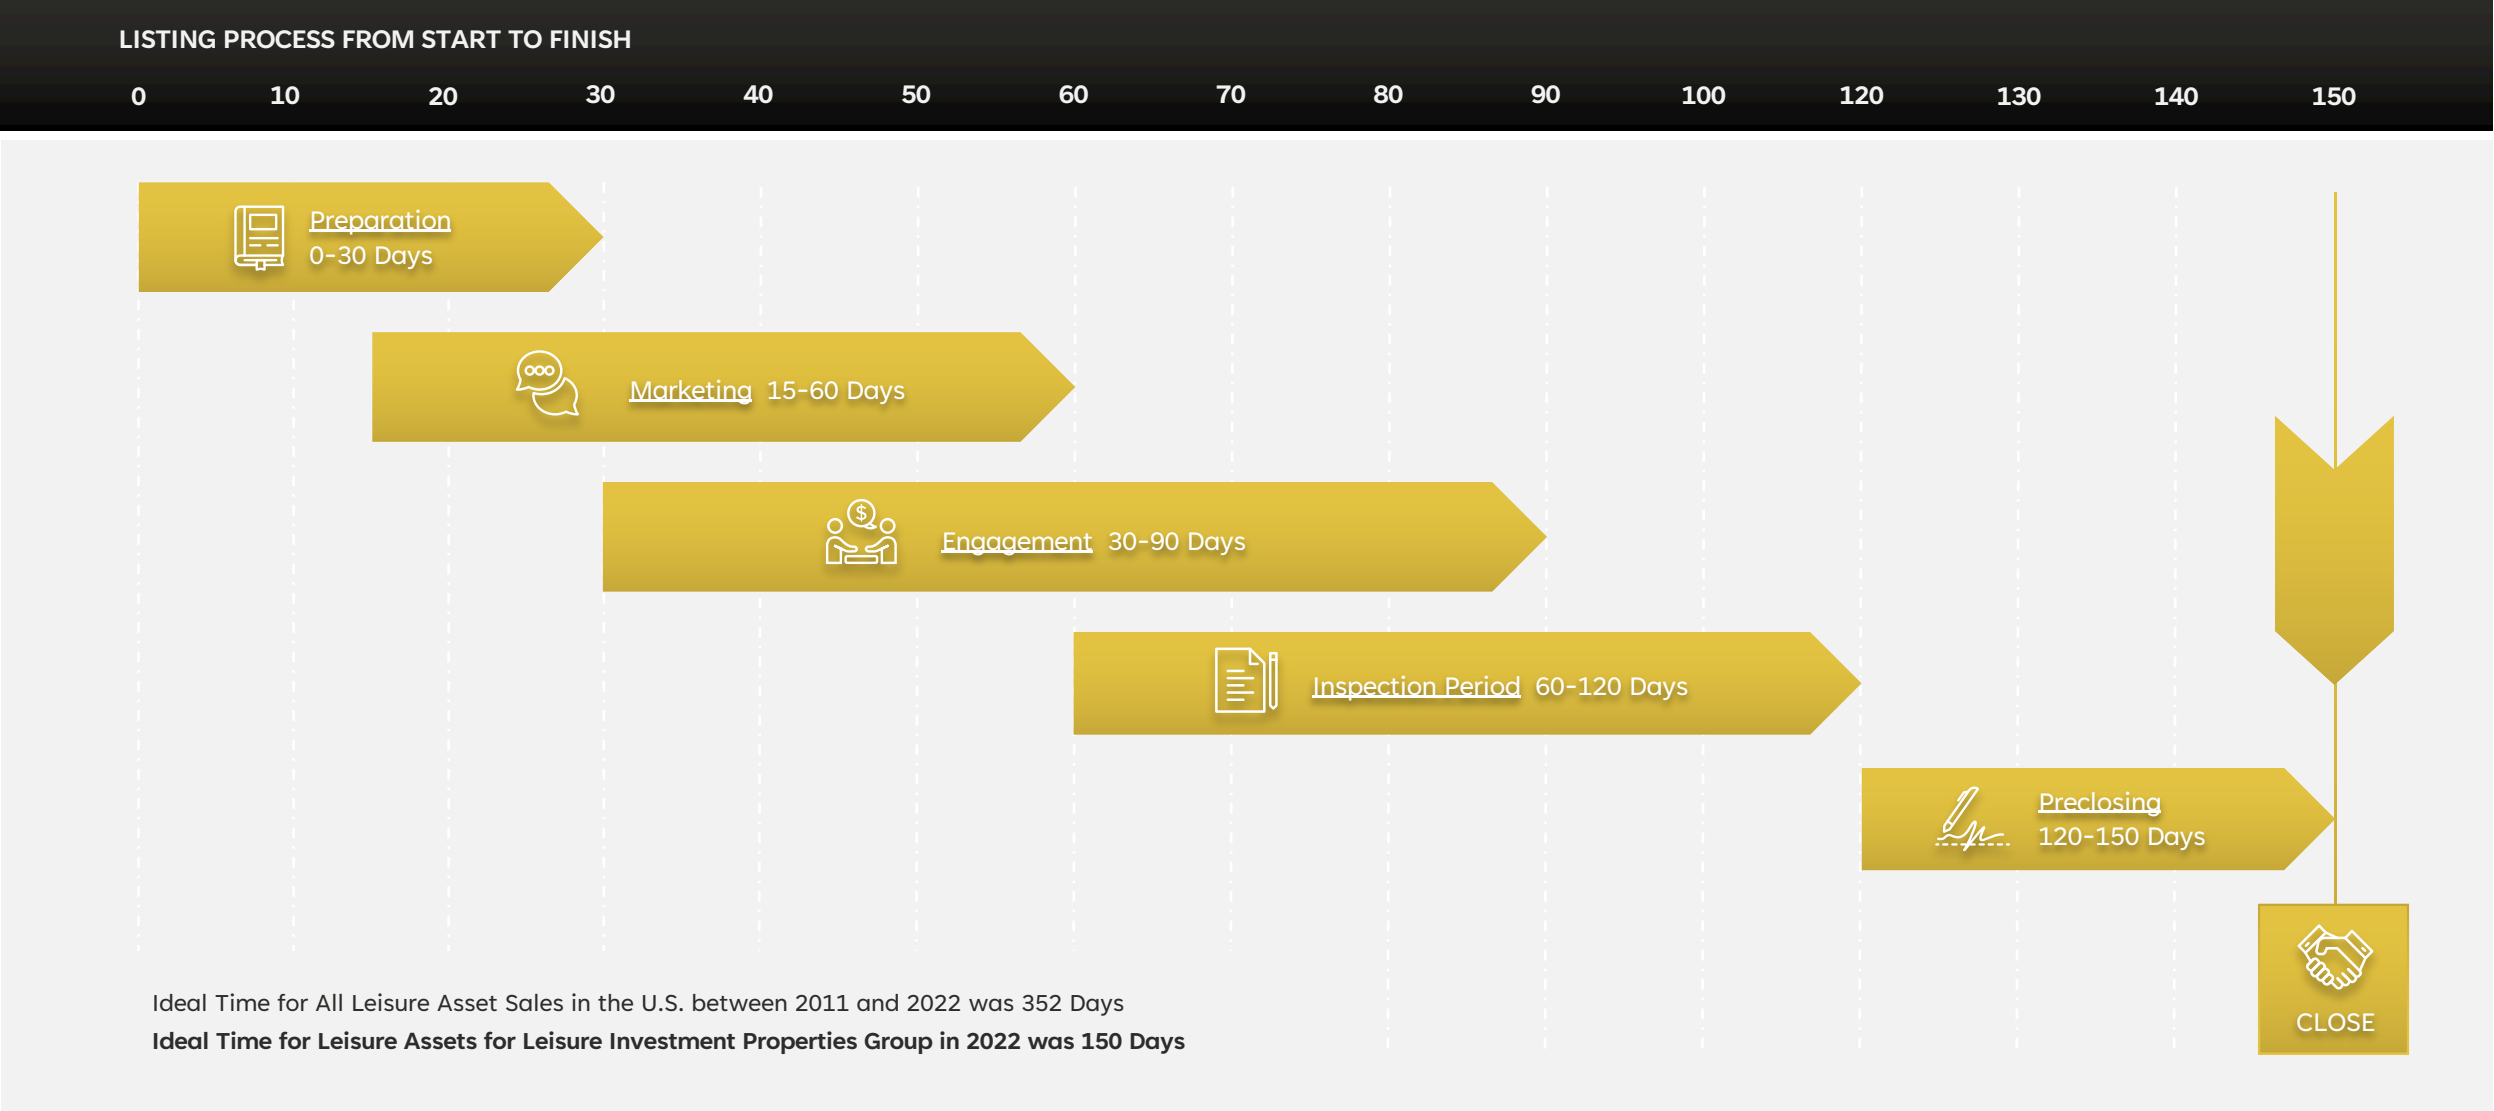 LISTING PROCESS FROM START TO FINISH
0 10 20 30 40 50 60 70 80 90 100 120 130 140 150
Preparation
0-30 Days
Marketing 15-60 Days
$
Engagement 30-90 Days
Inspection Period 60-120 Days
Preclosing
120-150 Days
CLOSE
Ideal Time for All Leisure Asset Sales in the U.S. between 2011 and 2022 was 352 Days
Ideal Time for Leisure Assets for Leisure Investment Properties Group in 2022 was 150 Days